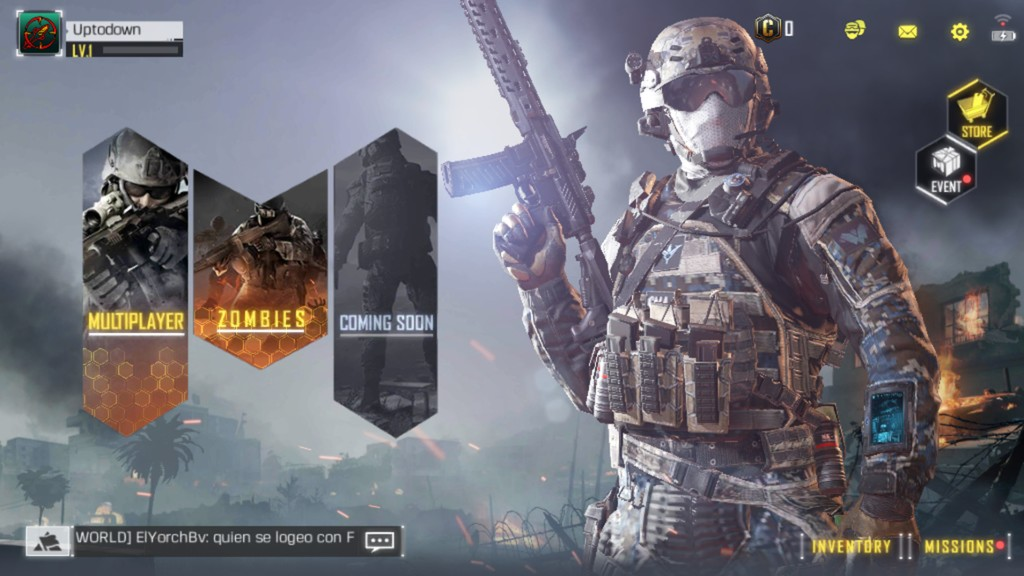 Uptodown
LV.1
0
STORE
EVENT
MULTIPLAYER
ZOMBIES
COMING SOON
WORLD] ElYorchBv: quien se logeo con F
INVENTORY
MISSIONS